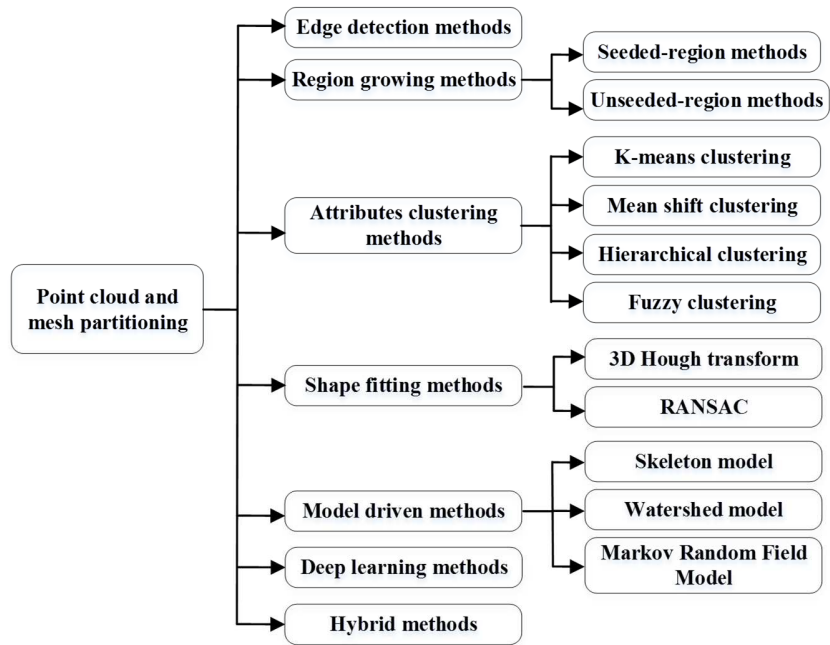 Point cloud and
mesh partitioning
Edge detection methods
Region growing methods
Seeded-region methods
Unseeded-region methods
Attributes clustering
methods
K-means clustering
Mean shift clustering
Hierarchical clustering
Fuzzy clustering
Shape fitting methods
3D Hough transform
RANSAC
Model driven methods
Skeleton model
Watershed model
Markov Random Field
Model
Deep learning methods
Hybrid methods